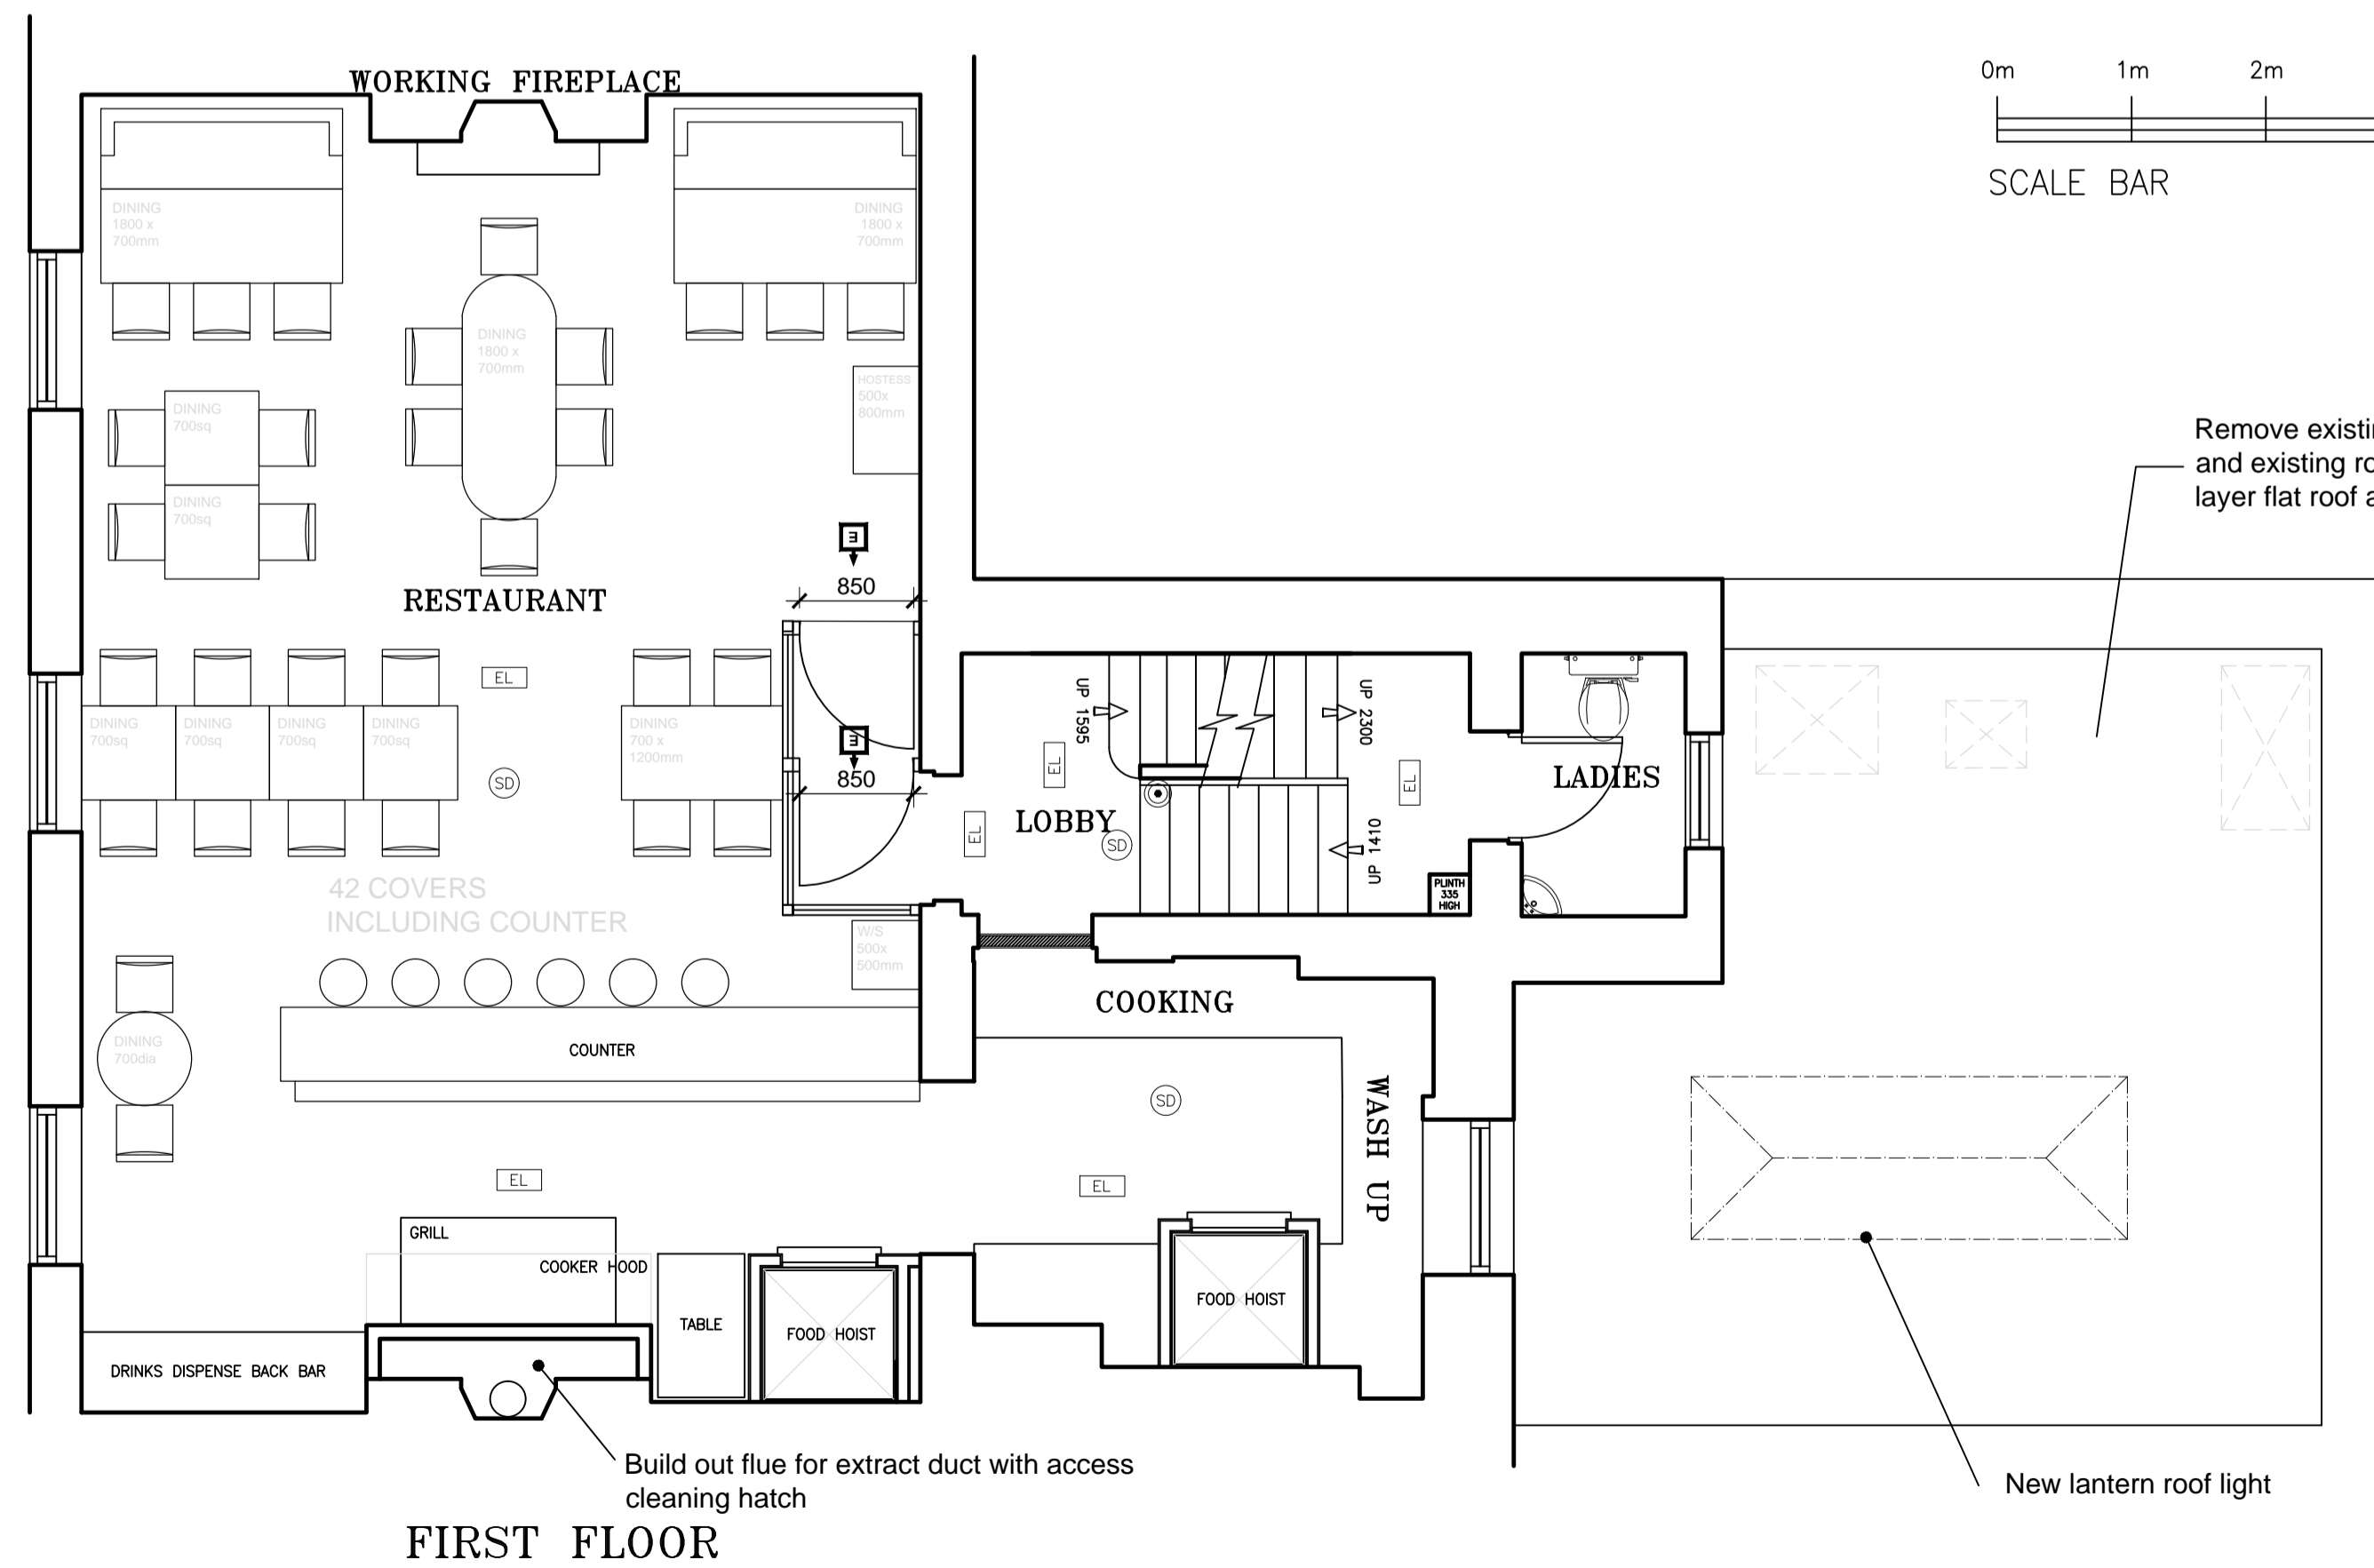 WORKING FIREPLACE
0m 1m 2m
SCALE BAR
DINING
1800 x
700mm
DINING
1800 x
700mm
DINING
1800 x
700mm
HOSTESS
500x
800mm
DINING
700sq
DINING
700sq
Remove existin
and existing ro
layer flat roof a
E
850
RESTAURANT
EL
DINING
700sq
DINING
700sq
DINING
700sq
DINING
700sq
DINING
700 x
1200mm
SD
E
850
UP 1595
UP 2300
EL
EL
EL
LOBBY
SD
UP 1410
LADIES
PLINTH
335
HIGH
42 COVERS
INCLUDING COUNTER
W/S
500x
500mm
COOKING
DINING
700dia
COUNTER
SD
WASH UP
EL
EL
GRILL
COOKER HOOD
TABLE
FOOD HOIST
FOOD HOIST
DRINKS DISPENSE BACK BAR
Build out flue for extract duct with access
cleaning hatch
New lantern roof light
FIRST FLOOR